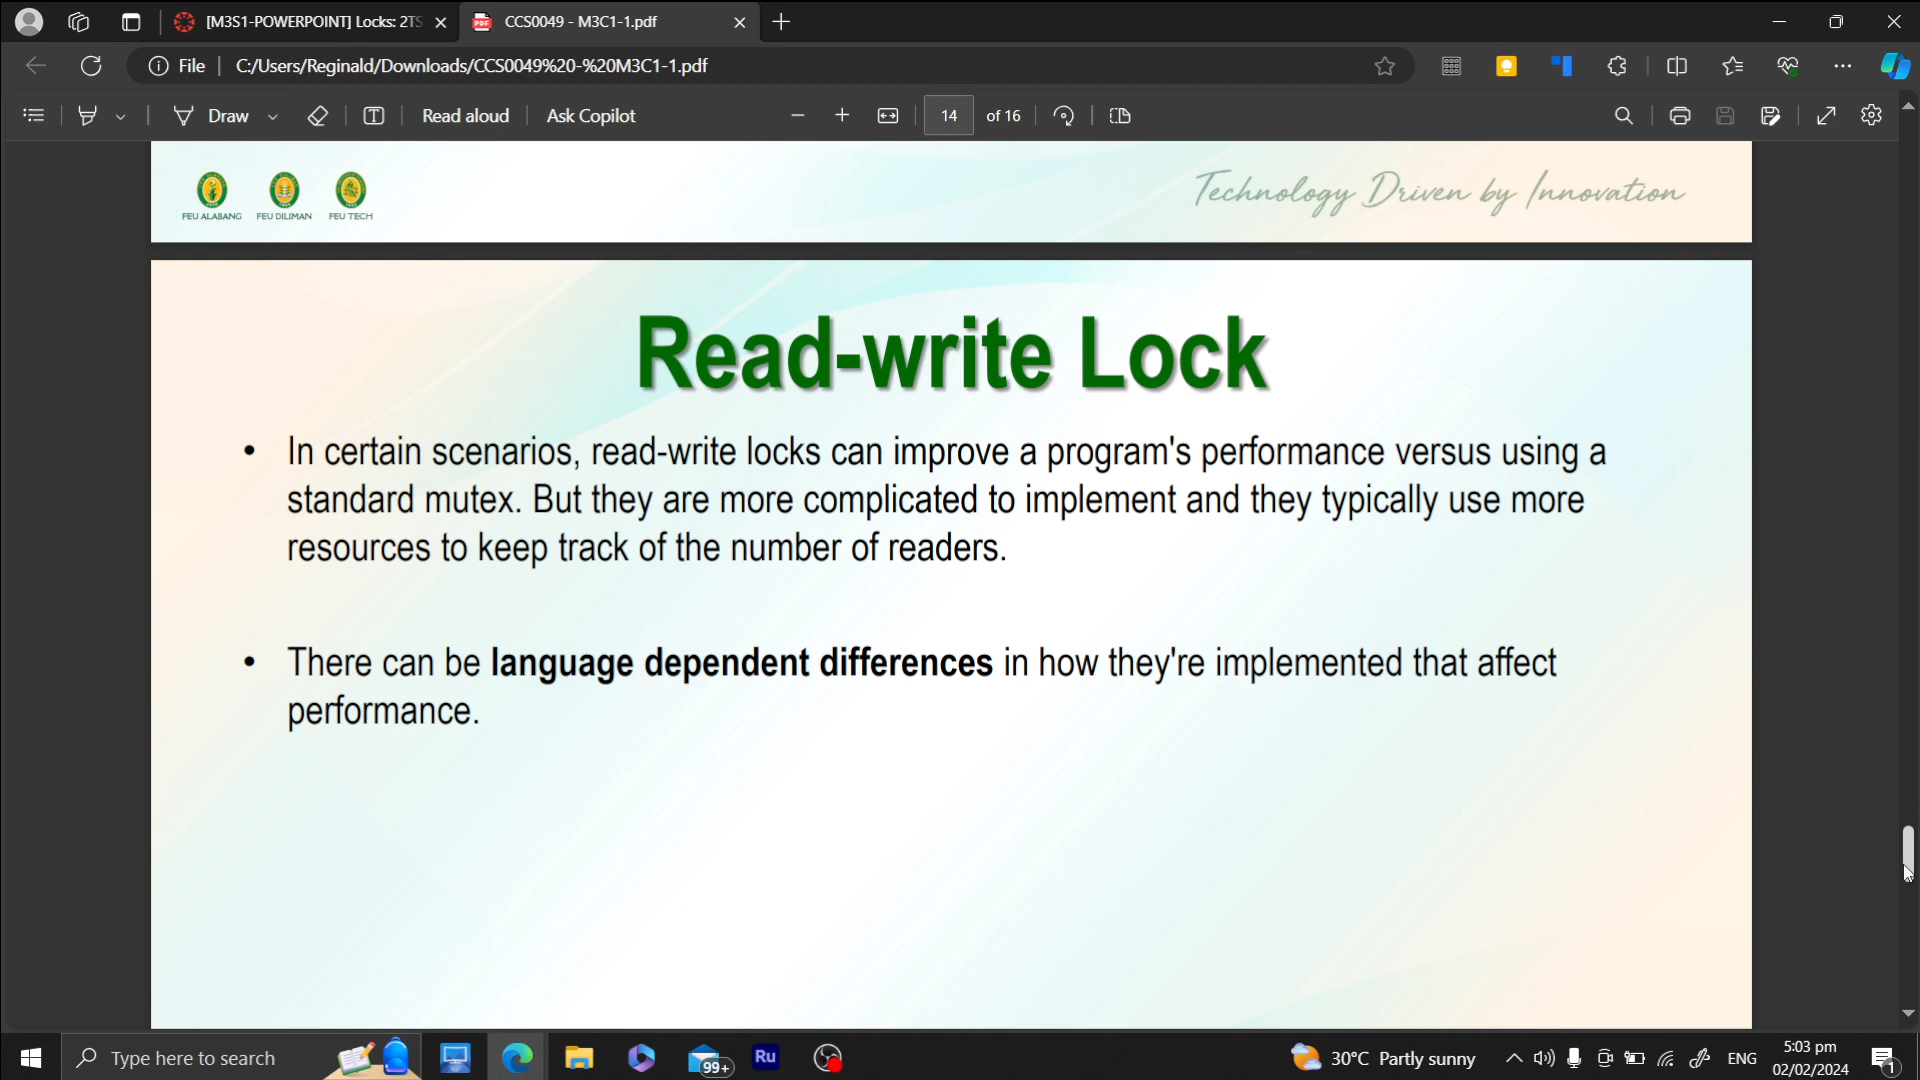 [M3S1-POWERPOINT] Locks: 2TS
CCS0049 - M3C1-1.pdf
File
C:/Users/Reginald/Downloads/CCS0049%20-%20M3C1-1.pdf
Draw
Read aloud
Ask Copilot
14 of 16
FEU ALABANG FEU DILIMAN FEU TECH
Technology Driven by Innovation
Read-write Lock
• In certain scenarios, read-write locks can improve a program's performance versus using a
standard mutex. But they are more complicated to implement and they typically use more
resources to keep track of the number of readers.
• There can be language dependent differences in how they're implemented that affect
performance.
Type here to search
99+
Ru
30°C Partly sunny
ENG
5:03 pm
02/02/2024
1